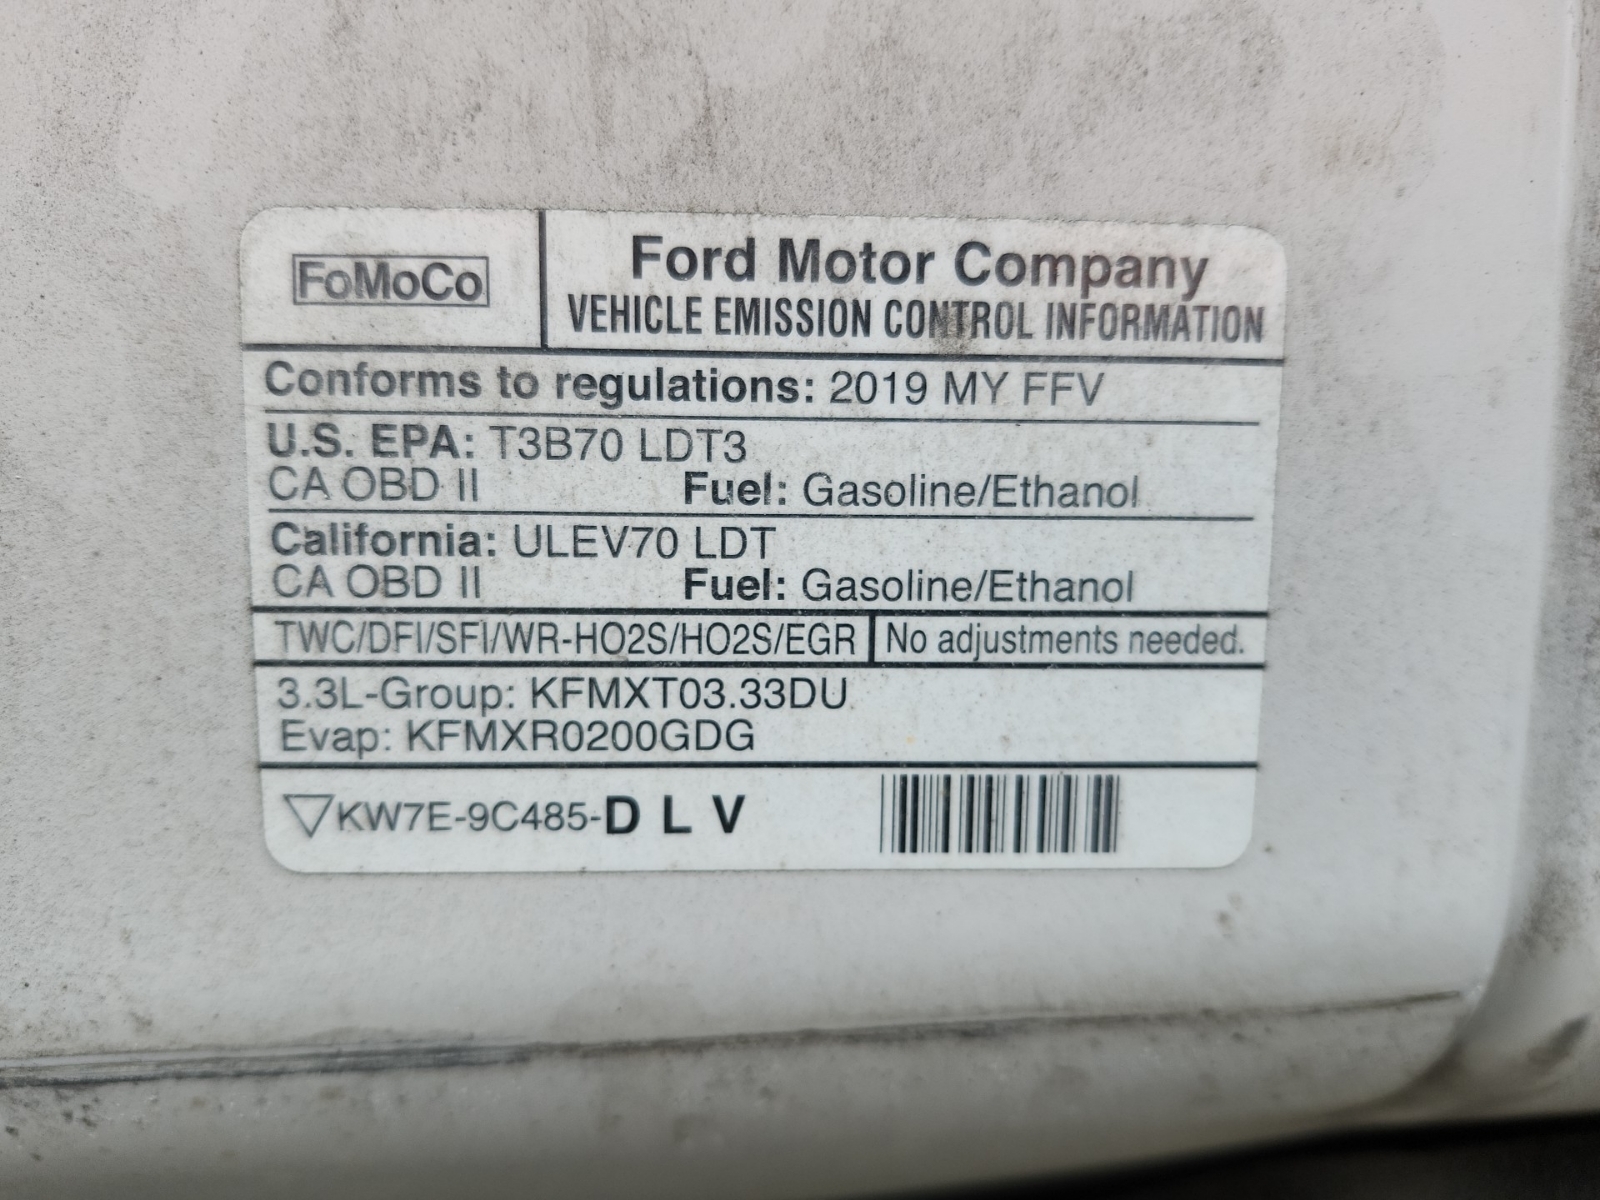 FoMoCo
Ford Motor Company
VEHICLE EMISSION CONTROL INFORMATION
Conforms to regulations: 2019 MY FFV
U.S. EPA: T3B70 LDT3
CA OBD II Fuel: Gasoline/Ethanol
California: ULEV70 LDT
CA OBD II Fuel: Gasoline/Ethanol
TWC/DFI/SFI/WR-HO2S/HO2S/EGR No adjustments needed.
3.3L-Group: KFMXT03.33DU
Evap: KFMXR0200GDG
KW7E-9C485-D L V